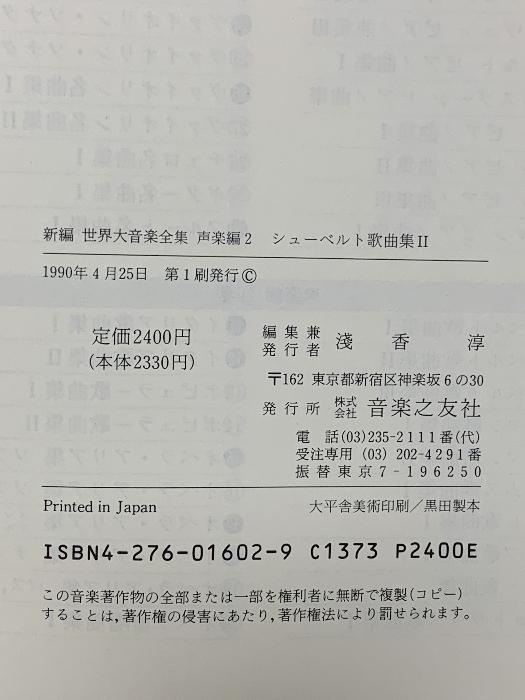 新編 世界大音楽全集 声楽編2 シューベルト歌曲集II
1990年4月25日 第1刷発行©
定価2400円
(本体2330円)
編集兼
発行者 淺香 淳
〒162 東京都新宿区神楽坂6の30
発行所 株式会社 音楽之友社
電話(03)235-2111番(代)
受注専用(03) 202-4291番
振替東京7-196250
Printed in Japan 大平舎美術印刷/黒田製本
ISBN4-276-01602-9 C1373 P2400E
この音楽著作物の全部または一部を権利者に無断で複製(コピー)
することは,著作権の侵害にあたり,著作権法により罰せられます。